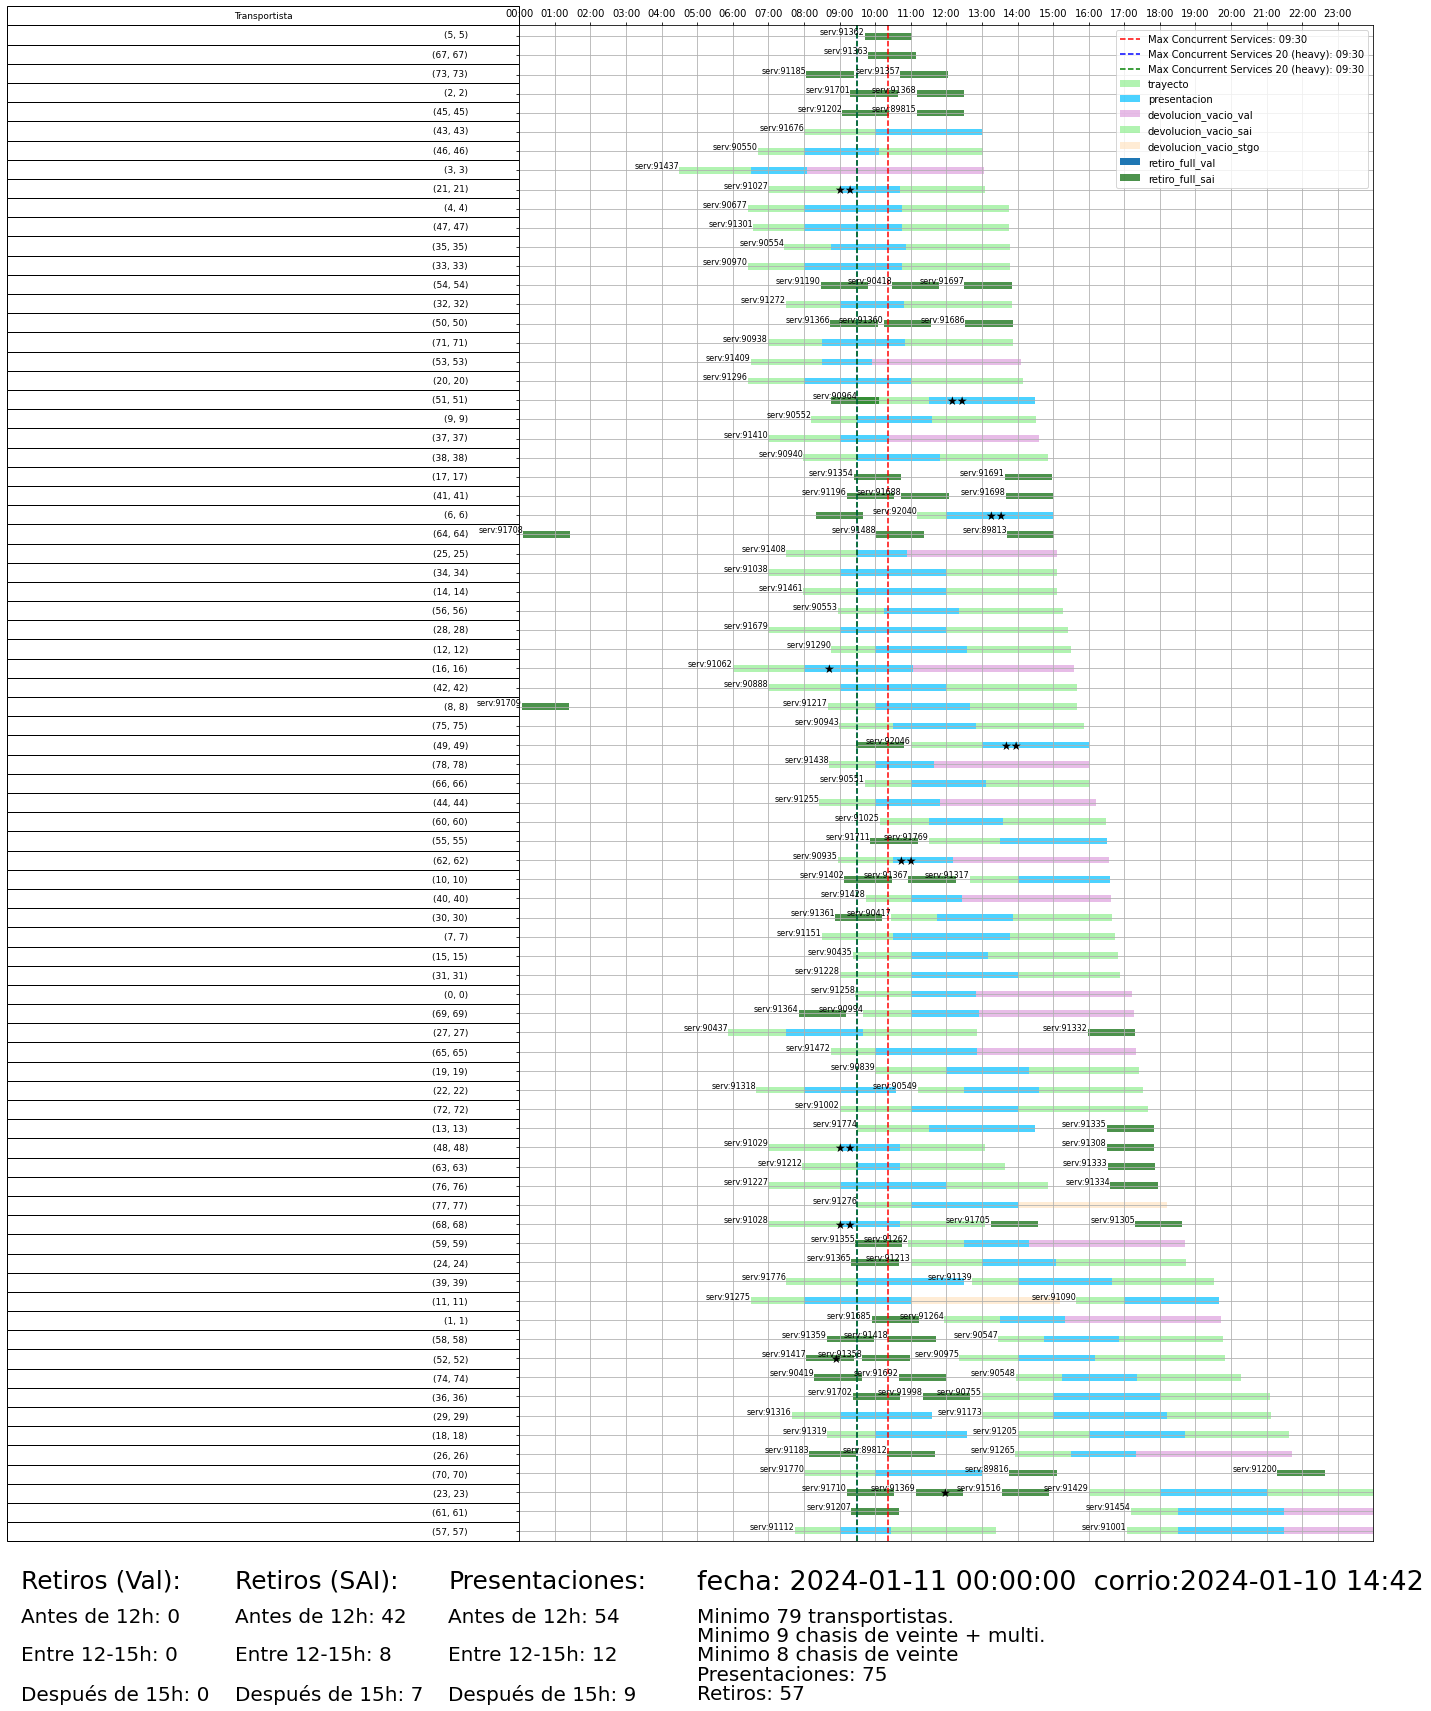 Transportista 00:00 01:00 02:00 03:00 04:00 05:00 06:00 07:00 08:00 09:00 10:00 11:00 12:00 13:00 14:00 15:00 16:00 17:00 18:00 19:00 20:00 21:00 22:00 23:00
Max Concurrent Services: 09:30
Max Concurrent Services 20 (heavy): 09:30
Max Concurrent Services 20 (heavy): 09:30
trayecto
presentacion
devolucion_vacio_val
devolucion_vacio_sai
devolucion_vacio_stgo
retiro_full_val
retiro_full_sai
(5, 5) serv:91362
(67, 67) serv:91363
(73, 73) serv:91185 serv:91357
(2, 2) serv:91701 serv:91368
(45, 45) serv:91202 serv:89815
(43, 43) serv:91676
(46, 46) serv:90550
(3, 3) serv:91437
(21, 21) serv:91027
(4, 4) serv:90677
(47, 47) serv:91301
(35, 35) serv:90554
(33, 33) serv:90970
(54, 54) serv:91190 serv:90418 serv:91697
(32, 32) serv:91272
(50, 50) serv:91366 serv:91360 serv:91686
(71, 71) serv:90938
(53, 53) serv:91409
(20, 20) serv:91296
(51, 51) serv:90964
(9, 9) serv:90552
(37, 37) serv:91410
(38, 38) serv:90940
(17, 17) serv:91354 serv:91691
(41, 41) serv:91196 serv:91688 serv:91698
(6, 6) serv:92040
(64, 64) serv:91708 serv:91488 serv:89813
(25, 25) serv:91408
(34, 34) serv:91038
(14, 14) serv:91461
(56, 56) serv:90553
(28, 28) serv:91679
(12, 12) serv:91290
(16, 16) serv:91062
(42, 42) serv:90888
(8, 8) serv:91709 serv:91217
(75, 75) serv:90943
(49, 49) serv:92046
(78, 78) serv:91438
(66, 66) serv:90551
(44, 44) serv:91255
(60, 60) serv:91025
(55, 55) serv:91711 serv:91769
(62, 62) serv:90935
(10, 10) serv:91402 serv:91367 serv:91317
(40, 40) serv:91428
(30, 30) serv:91361 serv:90417
(7, 7) serv:91151
(15, 15) serv:90435
(31, 31) serv:91228
(0, 0) serv:91258
(69, 69) serv:91364 serv:90994
(27, 27) serv:90437 serv:91332
(65, 65) serv:91472
(19, 19) serv:90839
(22, 22) serv:91318 serv:90549
(72, 72) serv:91002
(13, 13) serv:91774 serv:91335
(48, 48) serv:91029 serv:91308
(63, 63) serv:91212 serv:91333
(76, 76) serv:91227 serv:91334
(77, 77) serv:91276
(68, 68) serv:91028 serv:91705 serv:91305
(59, 59) serv:91355 serv:91262
(24, 24) serv:91365 serv:91213
(39, 39) serv:91776 serv:91139
(11, 11) serv:91275 serv:91090
(1, 1) serv:91685 serv:91264
(58, 58) serv:91359 serv:91418 serv:90547
(52, 52) serv:91417 serv:90975
(74, 74) serv:90419 serv:91692 serv:90548
(36, 36) serv:91702 serv:91998 serv:90755
(29, 29) serv:91316 serv:91173
(18, 18) serv:91319 serv:91205
(26, 26) serv:91183 serv:89812 serv:91265
(70, 70) serv:91770 serv:89816 serv:91200
(23, 23) serv:91710 serv:91369 serv:91516 serv:91429
(61, 61) serv:91207 serv:91454
(57, 57) serv:91112 serv:91001
Retiros (Val):
Antes de 12h: 0
Entre 12-15h: 0
Después de 15h: 0
Retiros (SAI):
Antes de 12h: 42
Entre 12-15h: 8
Después de 15h: 7
Presentaciones:
Antes de 12h: 54
Entre 12-15h: 12
Después de 15h: 9
fecha: 2024-01-11 00:00:00 corrio:2024-01-10 14:42
Minimo 79 transportistas.
Minimo 9 chasis de veinte + multi.
Minimo 8 chasis de veinte
Presentaciones: 75
Retiros: 57